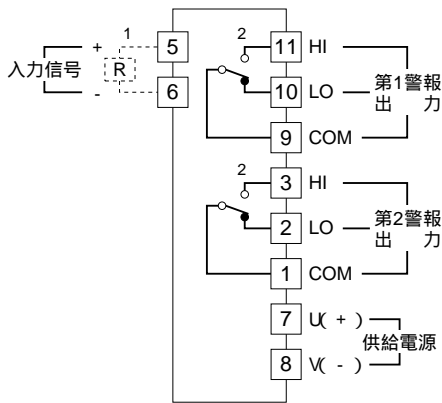 入力信号
+
1
R
-
5
6
2
11 HI
10 LO
9 COM
第1警報
出 力
2
3 HI
2 LO
1 COM
第2警報
出 力
7 U( + )
8 V( - )
供給電源